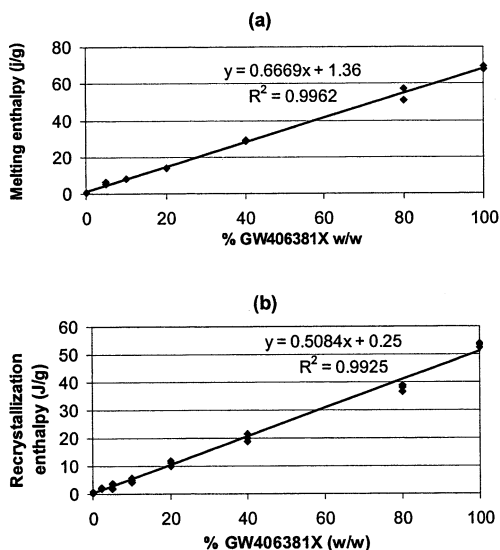 (a)
Melting enthalpy (j/g)
80
60
40
20
0
y = 0.6669x + 1.36
R² = 0.9962
0 20 40 60 80 100
% GW406381X w/w
(b)
Recrystallization
enthalpy (J/g)
60
50
40
30
20
10
0
y = 0.5084x + 0.25
R² = 0.9925
0 20 40 60 80 100
% GW406381X (w/w)